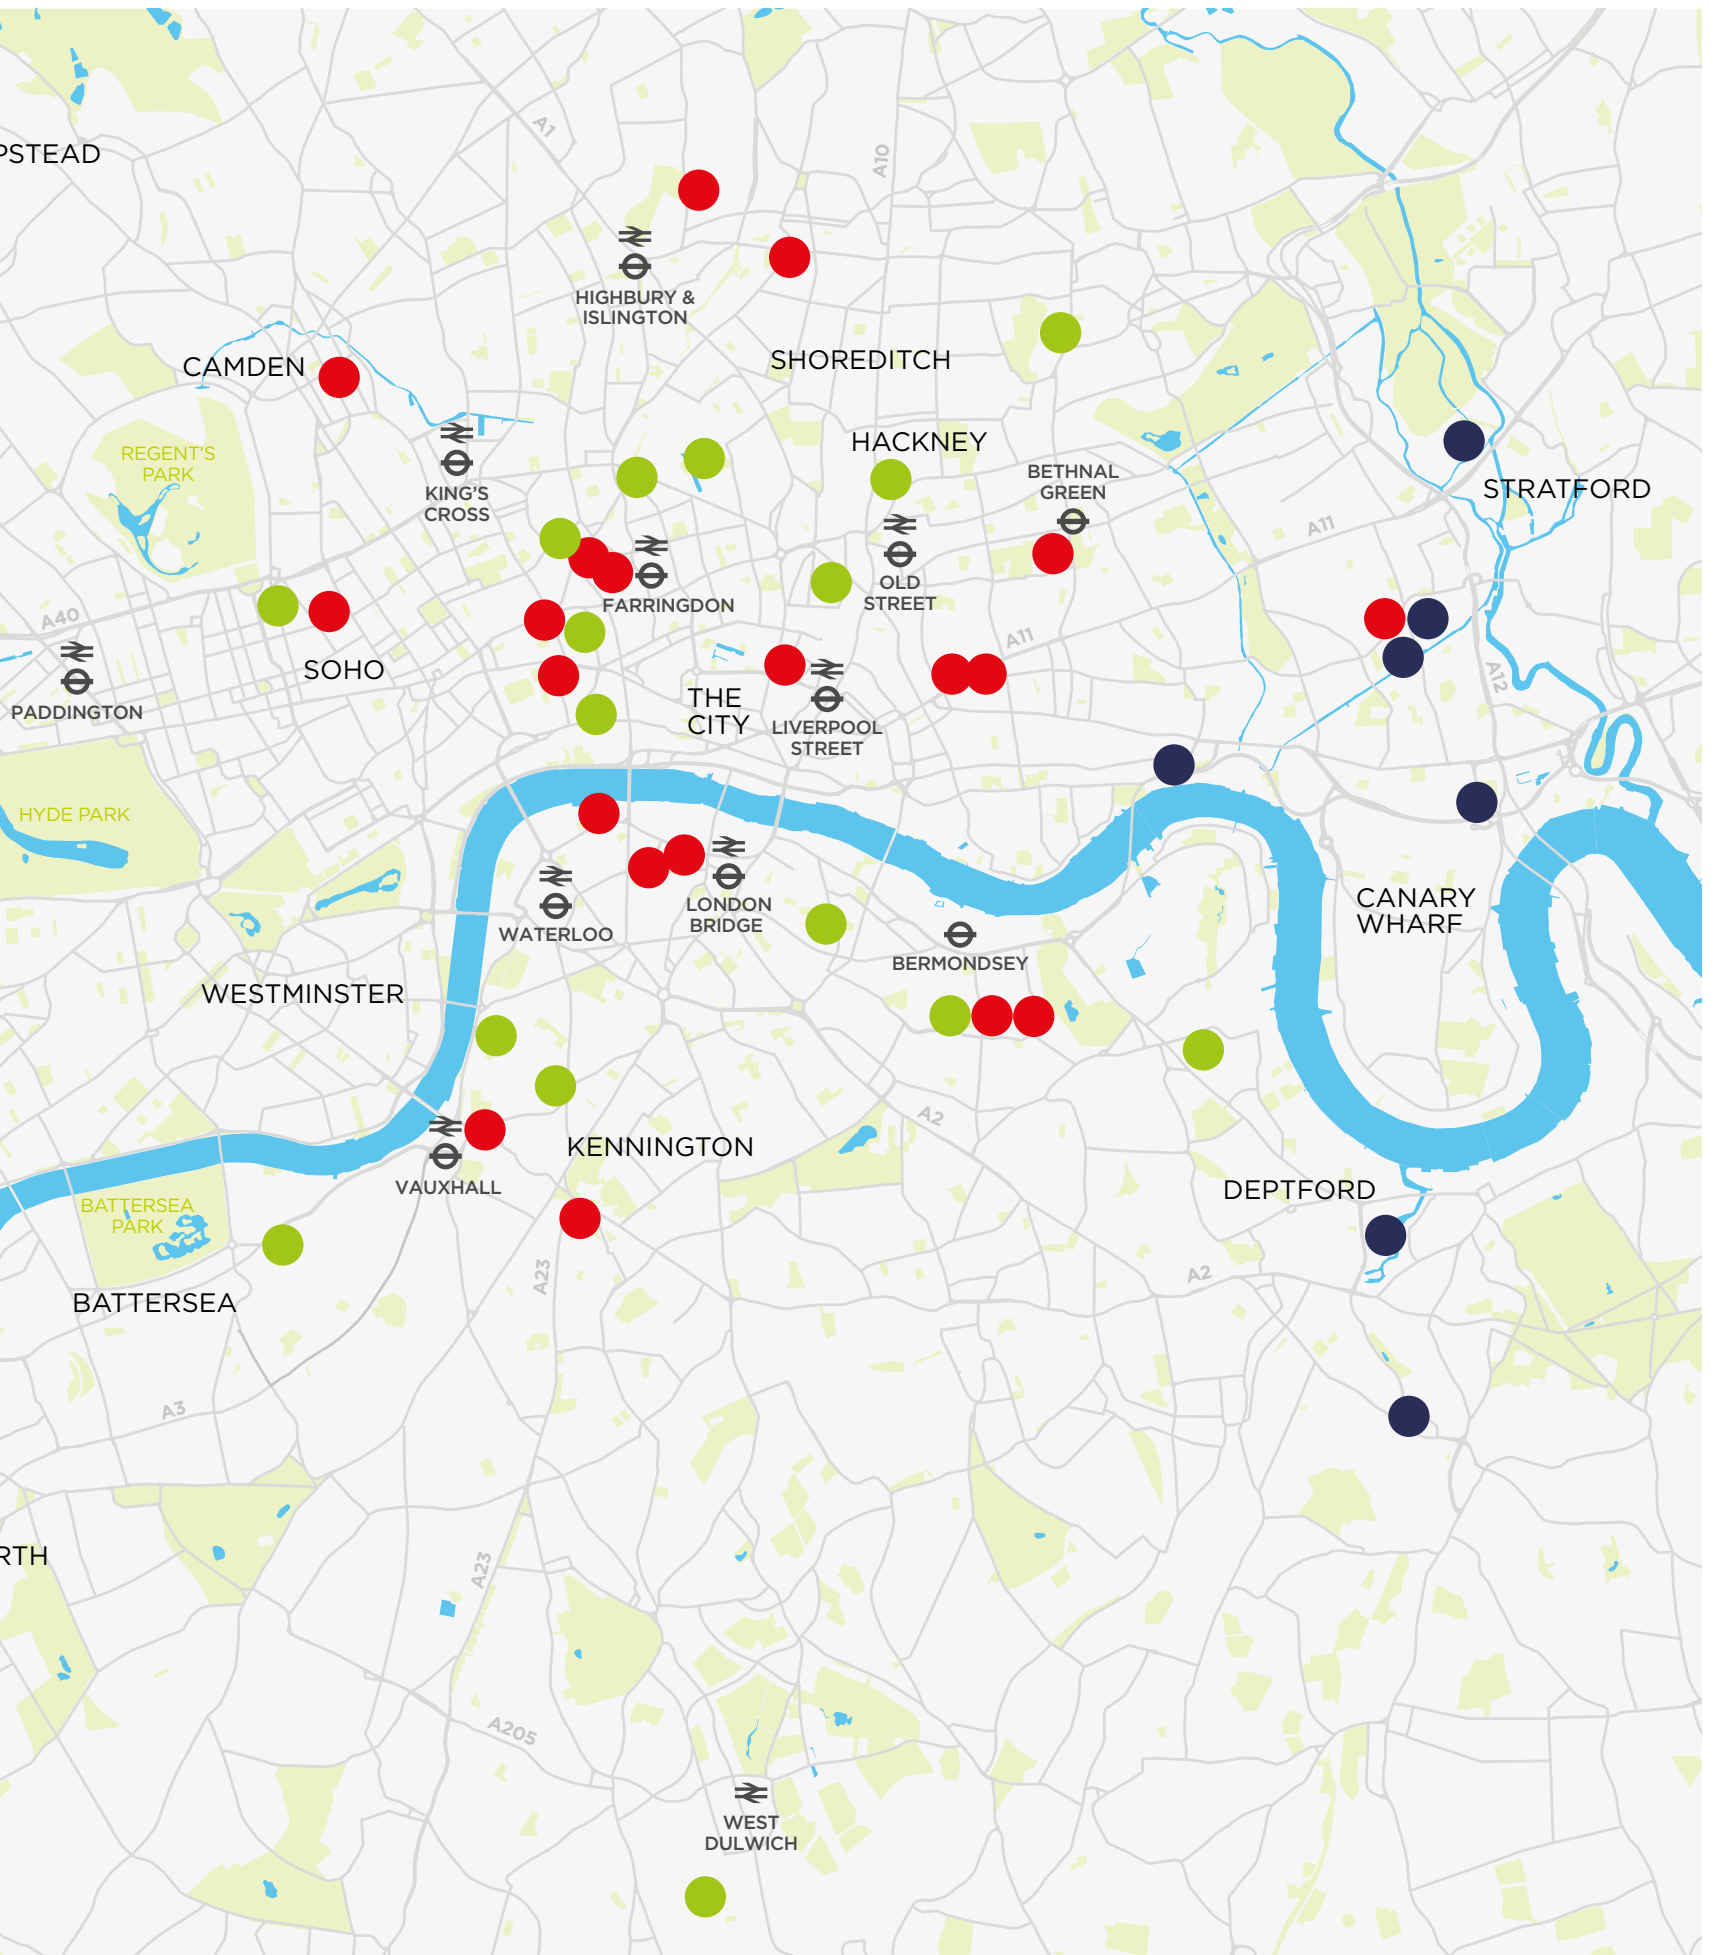 A1
A10
PSTEAD
HIGHBURY &
ISLINGTON
SHOREDITCH
CAMDEN
HACKNEY
REGENT'S
PARK
BETHNAL
GREEN
KING'S
CROSS
STRATFORD
A11
OLD
STREET
FARRINGDON
A40
A11
SOHO
A12
THE
CITY
PADDINGTON
LIVERPOOL
STREET
HYDE PARK
CANARY
WHARF
LONDON
BRIDGE
WATERLOO
BERMONDSEY
WESTMINSTER
A2
KENNINGTON
VAUXHALL
DEPTFORD
BATTERSEA
PARK
A23
A2
BATTERSEA
A3
RTH
A23
A205
WEST
DULWICH